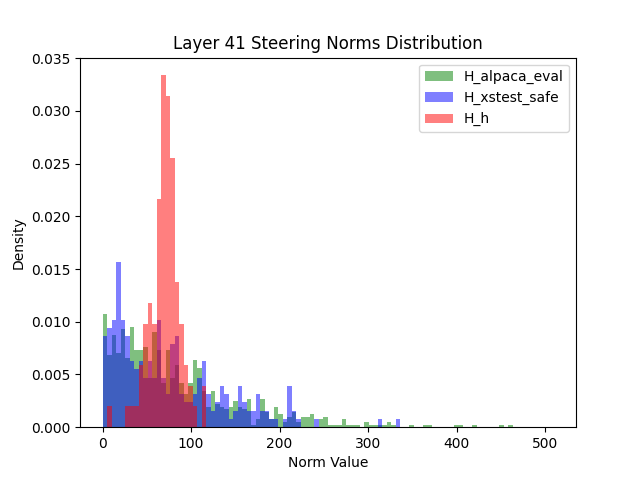 Layer 41 Steering Norms Distribution
H_alpaca_eval
H_xstest_safe
H_h
0.035
0.030
0.025
0.020
0.015
0.010
0.005
0.000
Density
0
100
200
300
400
500
Norm Value